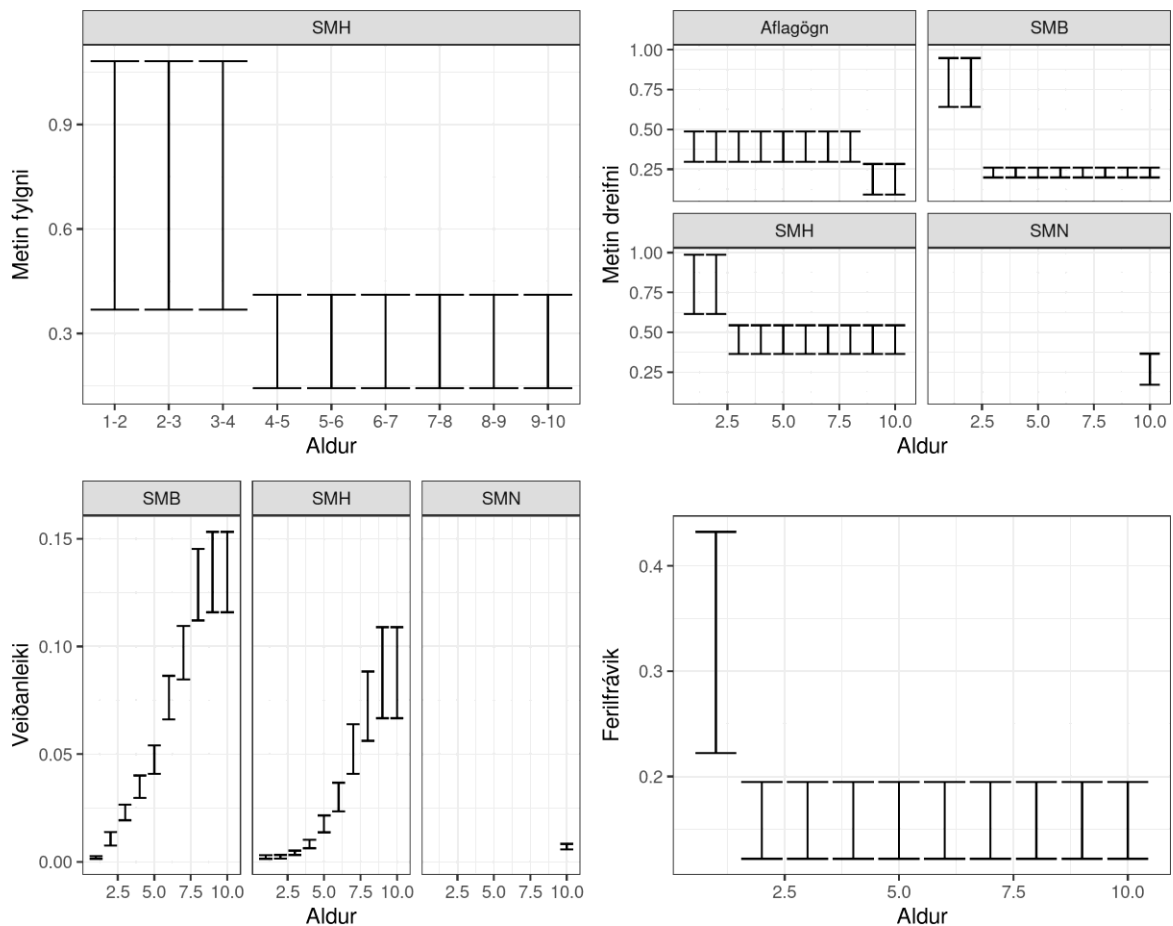 SMH
Metin fylgni
0.9
0.6
0.3
1-2 2-3 3-4 4-5 5-6 6-7 7-8 8-9 9-10
Aldur
Aflagögn SMB
SMH SMN
Metin dreifni
1.00
0.75
0.50
0.25
1.00
0.75
0.50
0.25
2.5 5.0 7.5 10.0 2.5 5.0 7.5 10.0
Aldur
SMB SMH SMN
Veiðanleiki
0.15
0.10
0.05
0.00
2.5 5.0 7.5 10.0 2.5 5.0 7.5 10.0 2.5 5.0 7.5 10.0
Aldur
Ferilfrávik
0.4
0.3
0.2
2.5 5.0 7.5 10.0
Aldur